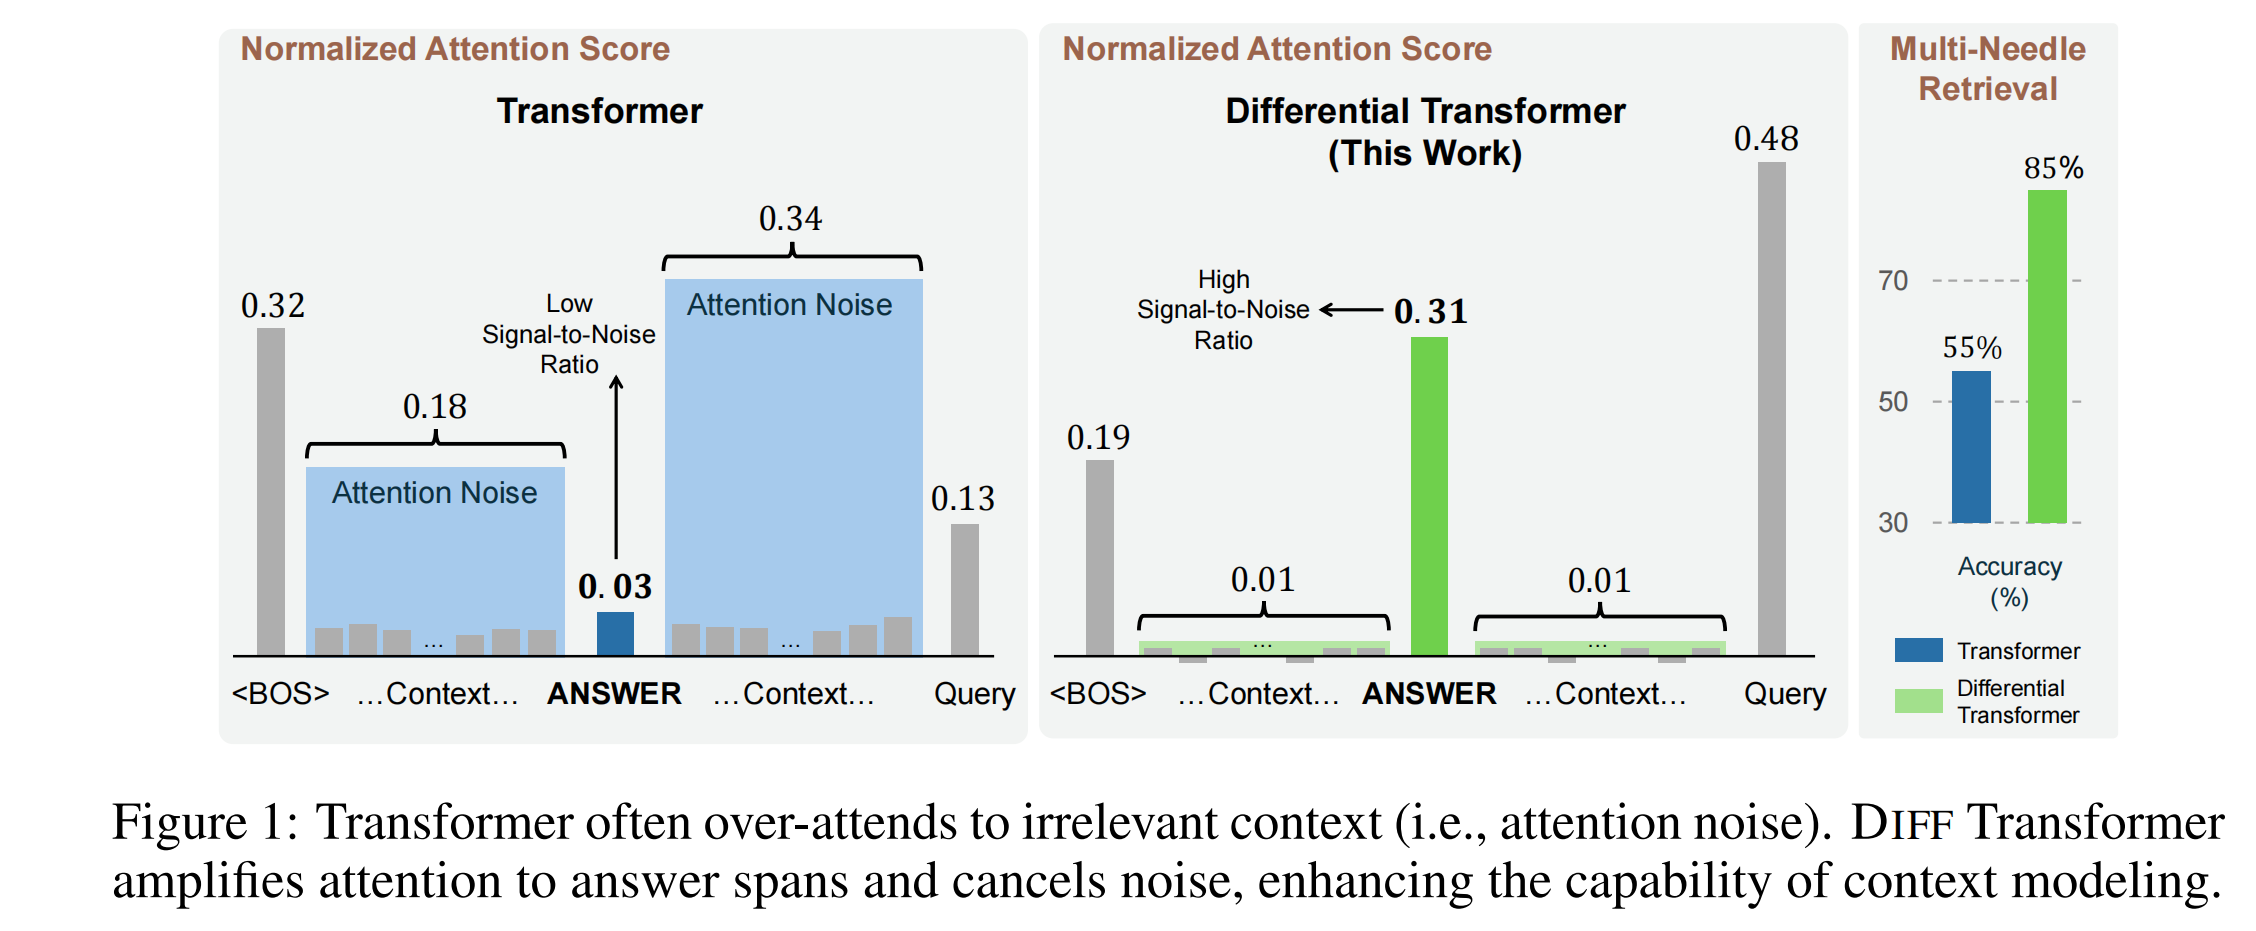 Normalized Attention Score
Transformer
0.32
0.18
Attention Noise
Low
Signal-to-Noise
Ratio
0.03
0.34
Attention Noise
0.13
...
...
<BOS>
...Context...
ANSWER
...Context...
Query
Normalized Attention Score
Differential Transformer
(This Work)
0.19
High
Signal-to-Noise
Ratio
0.31
0.01
0.01
0.48
...
...
<BOS>
...Context...
ANSWER
...Context...
Query
Multi-Needle
Retrieval
85%
70
55%
50
30
Accuracy
(%)
Transformer
Differential
Transformer
Figure 1: Transformer often over-attends to irrelevant context (i.e., attention noise). DIFF Transformer
amplifies attention to answer spans and cancels noise, enhancing the capability of context modeling.